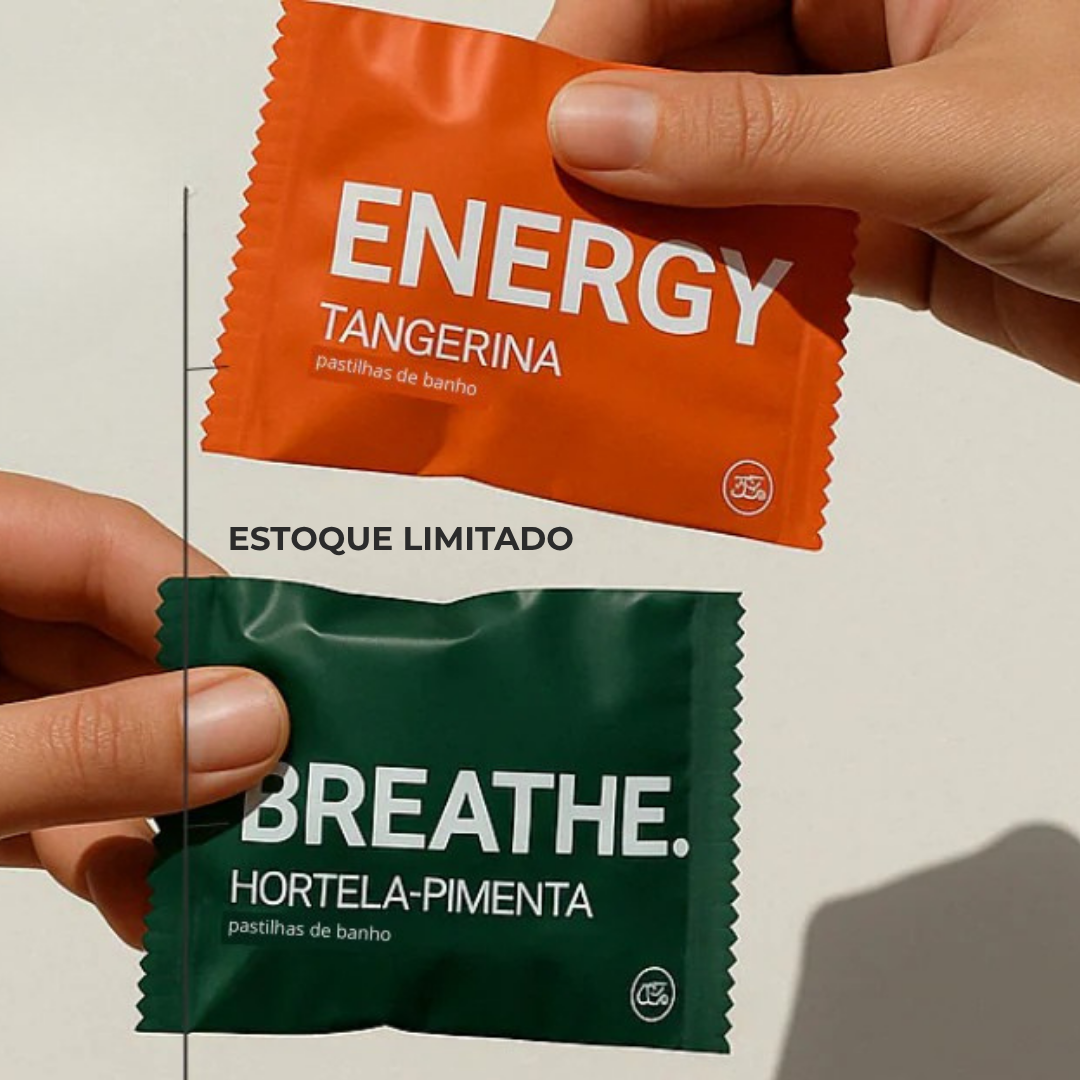 ENERGY
TANGERINA
pastilhas de banho
ESTOQUE LIMITADO
BREATHE.
HORTELA-PIMENTA
pastilhas de banho